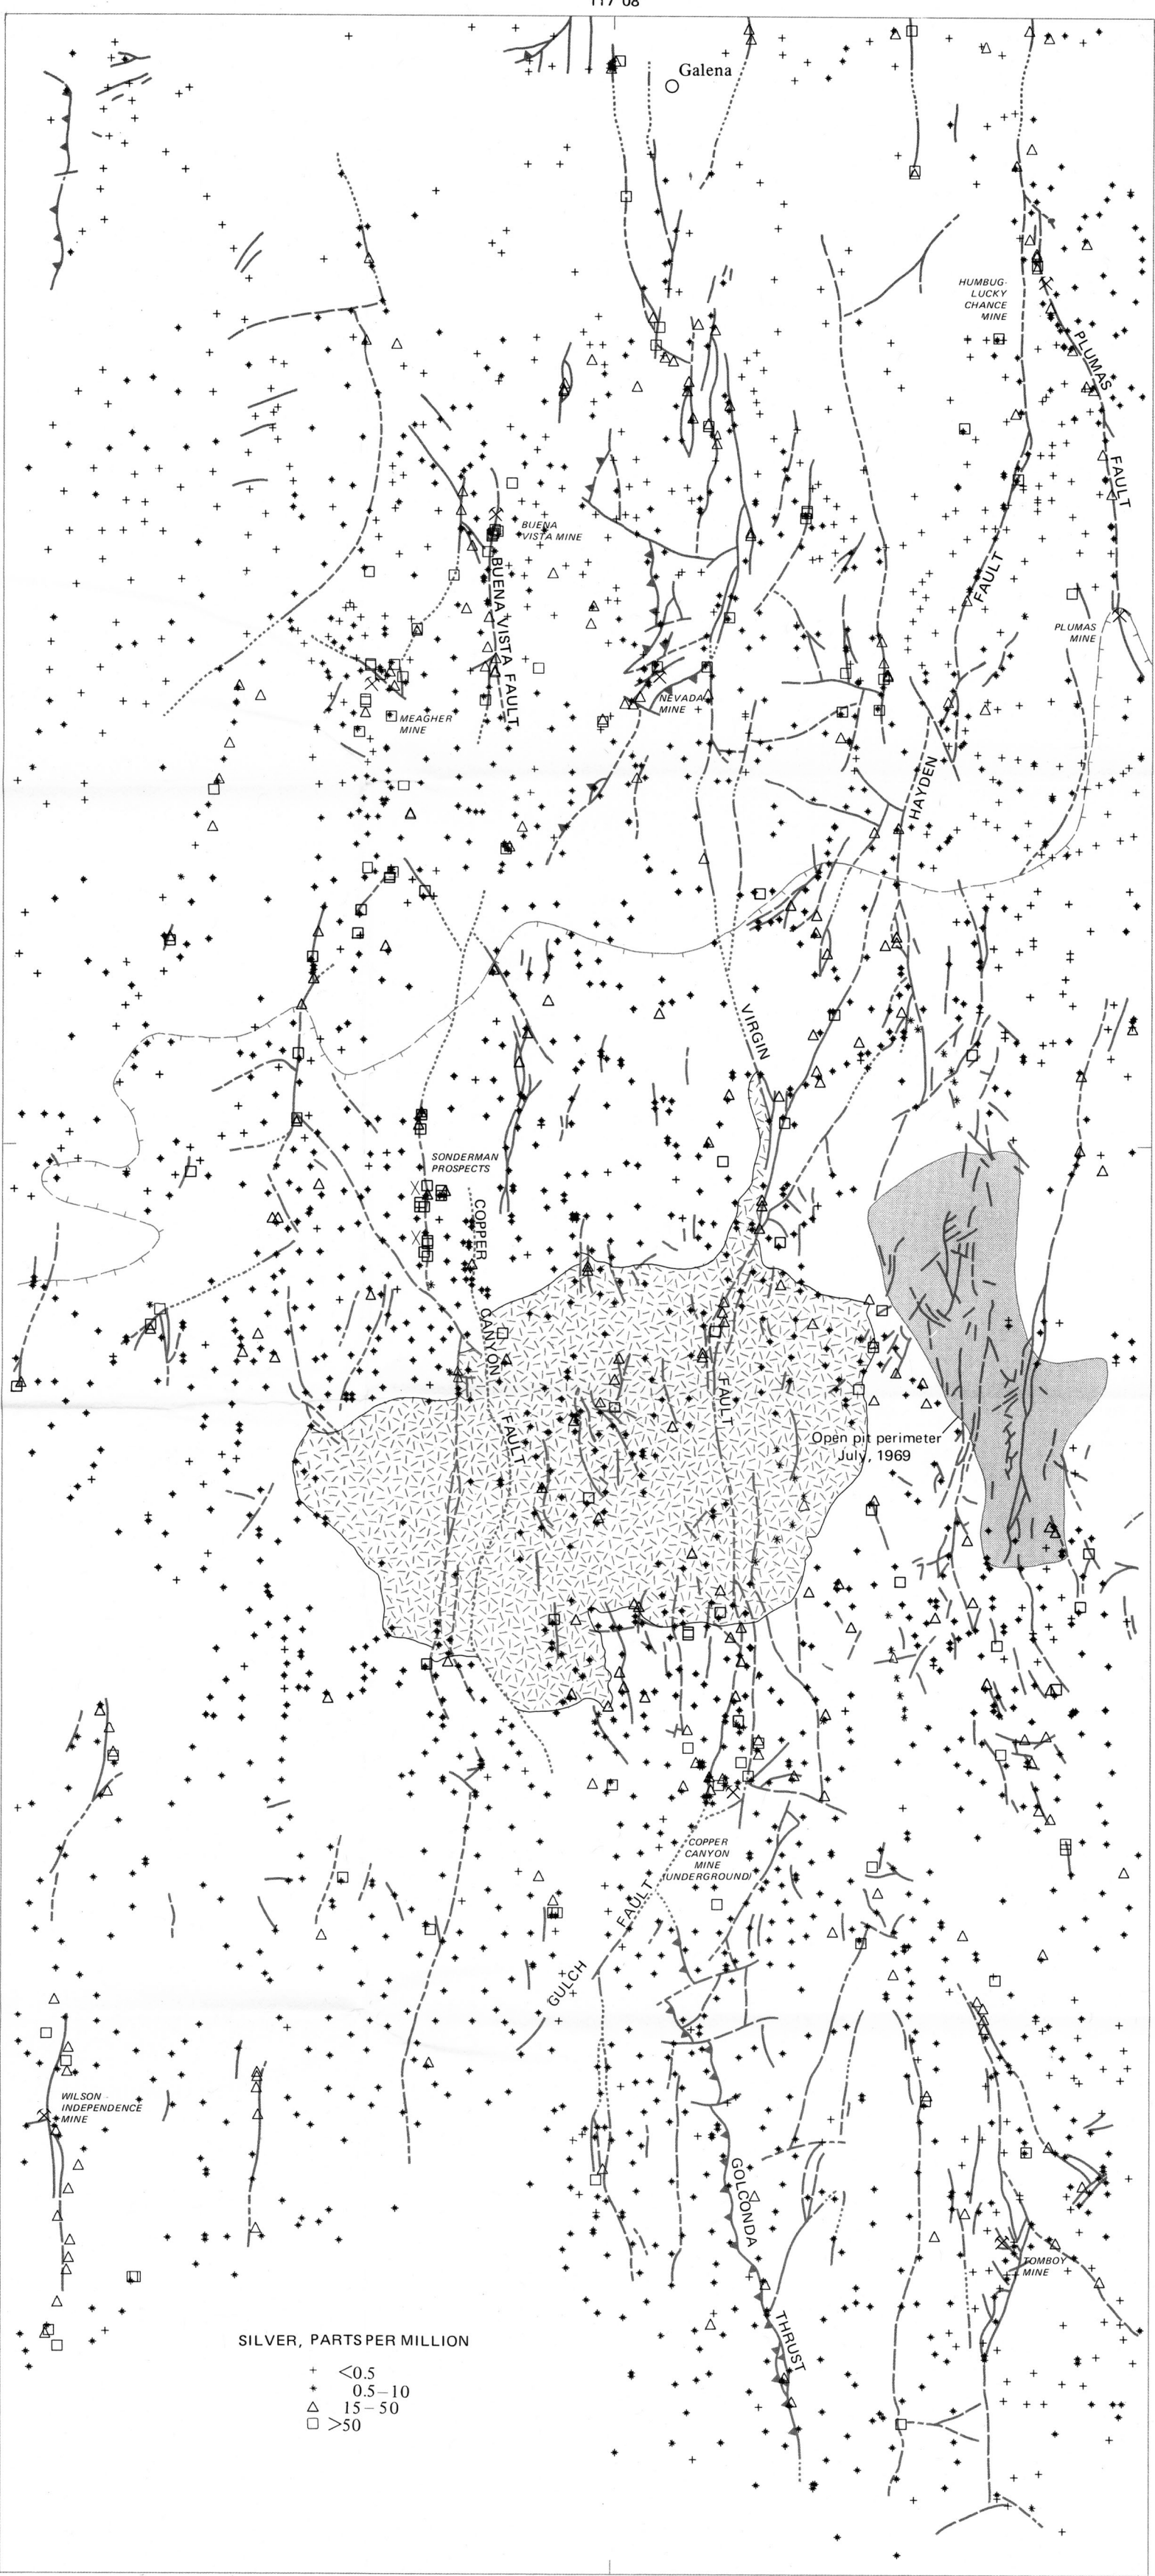 117°08'
Galena
HUMBUG-
LUCKY
CHANCE
MINE
PLUMAS
FAULT
BUENA
VISTA MINE
BUENA VISTA FAULT
FAULT
PLUMAS
MINE
MEAGHER
MINE
NEVADA
MINE
HAYDEN
VIRGIN
SONDERMAN
PROSPECTS
COPPER
CANYON
FAULT
FAULT
Open pit perimeter
July, 1969
COPPER
CANYON
MINE
(UNDERGROUND)
FAULT
GULCH
WILSON
INDEPENDENCE
MINE
GOLCONDA
THRUST
TOMBOY
MINE
SILVER, PARTS PER MILLION
+ <0.5
0.5–10
△ 15–50
□ >50